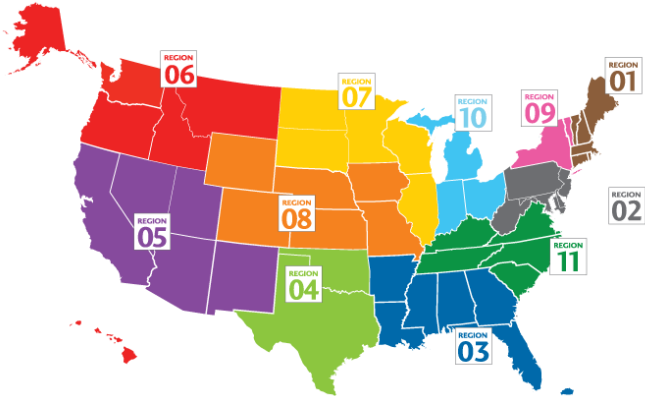 REGION
06
REGION
07
REGION
10
REGION
09
REGION
01
REGION
02
REGION
08
REGION
05
REGION
11
REGION
04
REGION
03